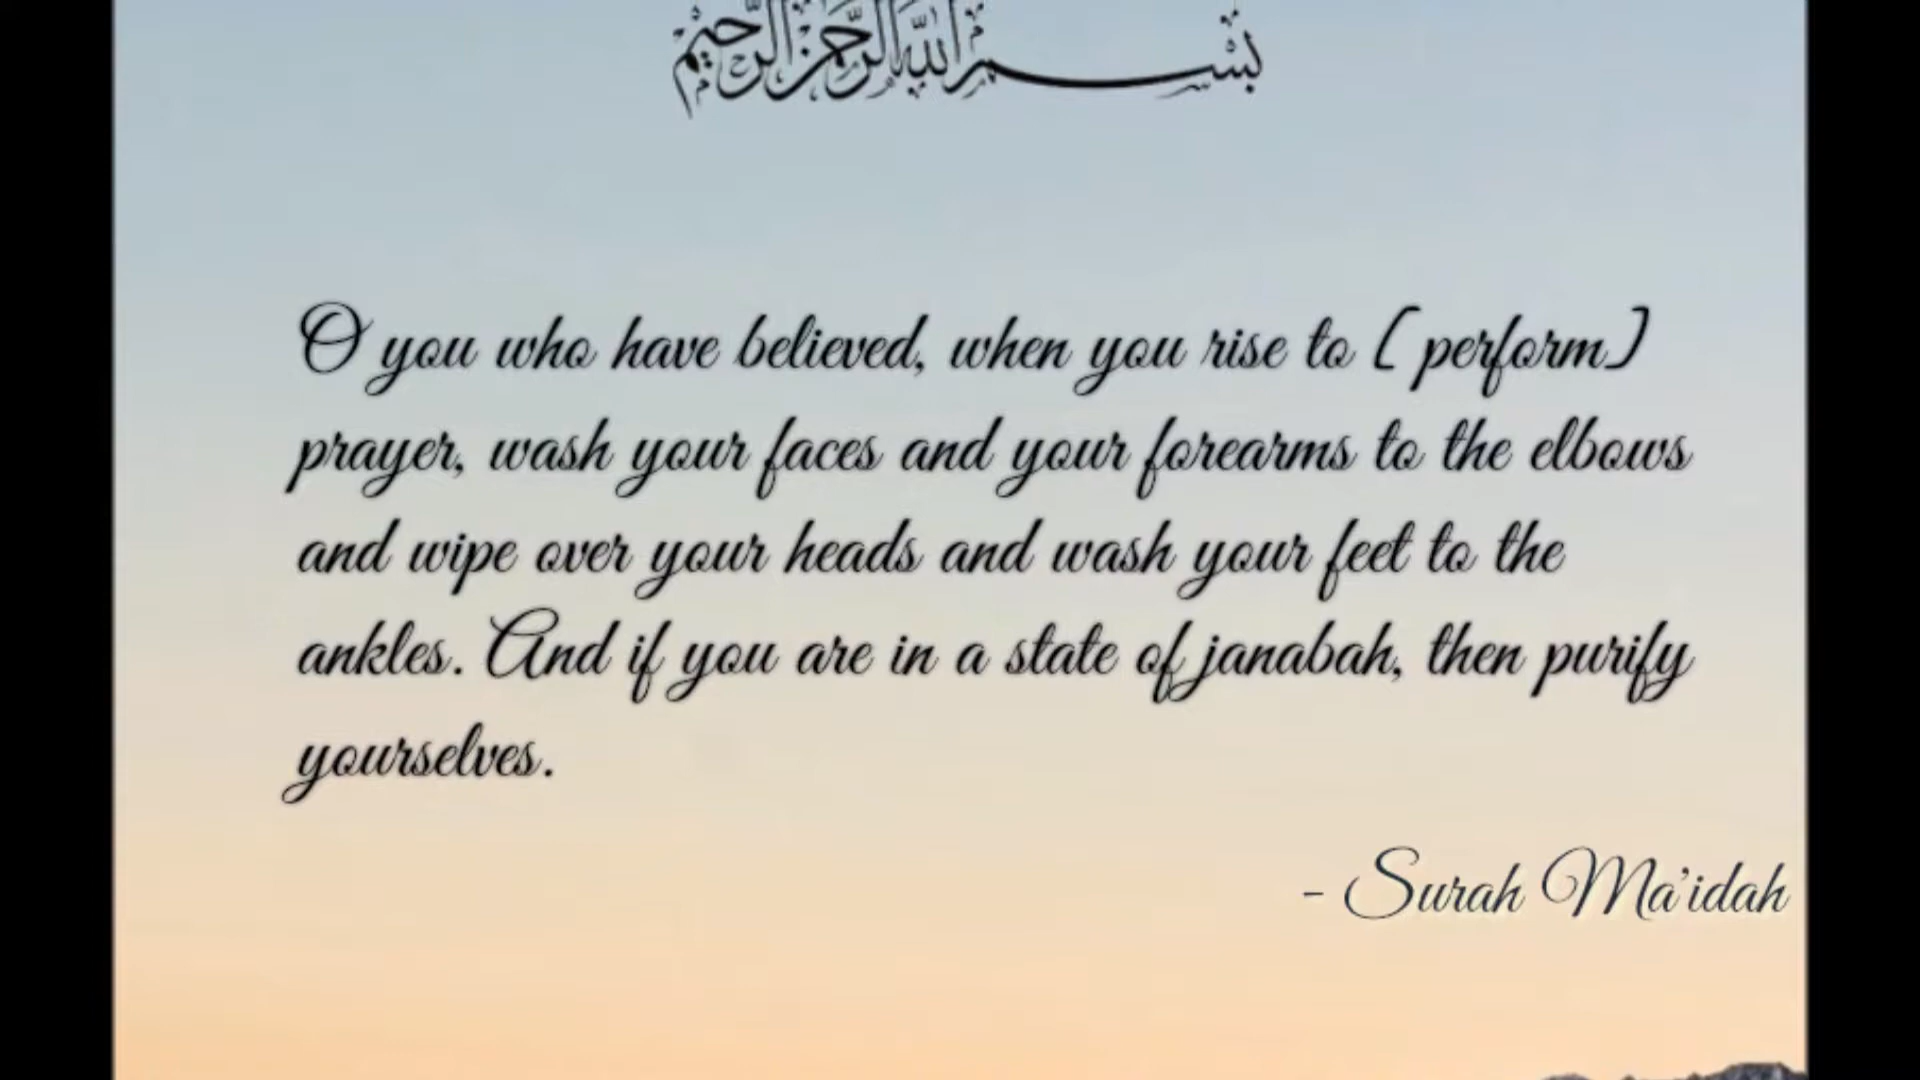 بسم الله الرحمن الرحيم
O you who have believed, when you rise to [perform]
prayer, wash your faces and your forearms to the elbows
and wipe over your heads and wash your feet to the
ankles. And if you are in a state of janabah, then purify
yourselves.
- Surah Ma'idah